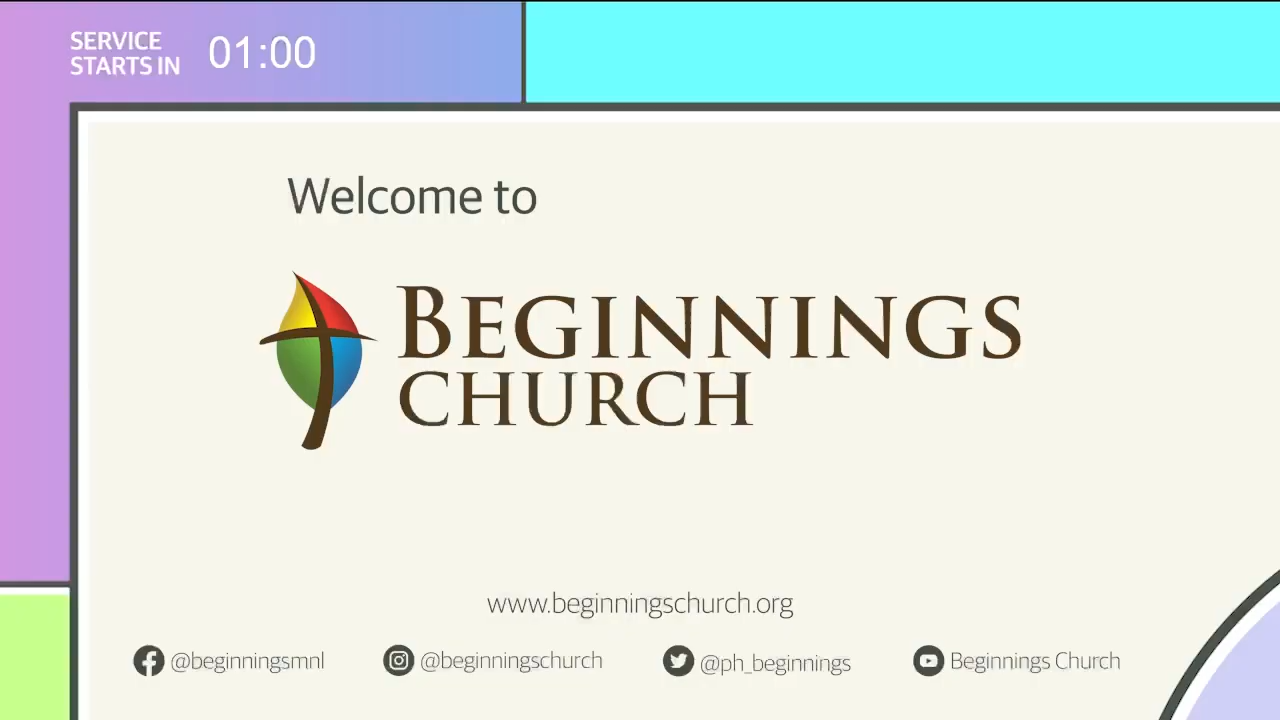 SERVICE
STARTS IN
01:00
Welcome to
BEGINNINGS
CHURCH
www.beginningschurch.org
@beginningsmnl
@beginningschurch
@ph_beginnings
Beginnings Church